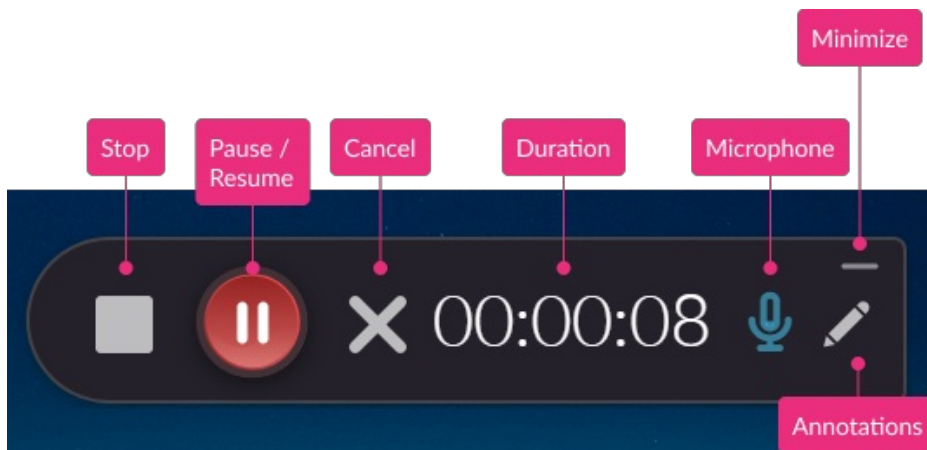 Minimize
Stop
Pause /
Resume
Cancel
Duration
Microphone
00:00:08
Annotations